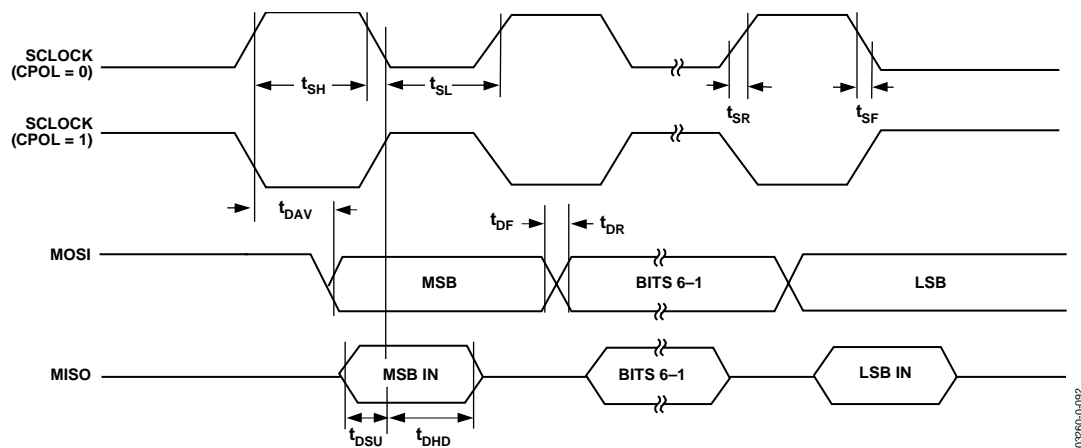 SCLOCK
(CPOL = 0)
tSH
tSL
tSR
tSF
SCLOCK
(CPOL = 1)
tDAV
tDF
tDR
MOSI
MSB
BITS 6–1
LSB
MISO
MSB IN
BITS 6–1
LSB IN
tDSU
tDHD
03260-0-092